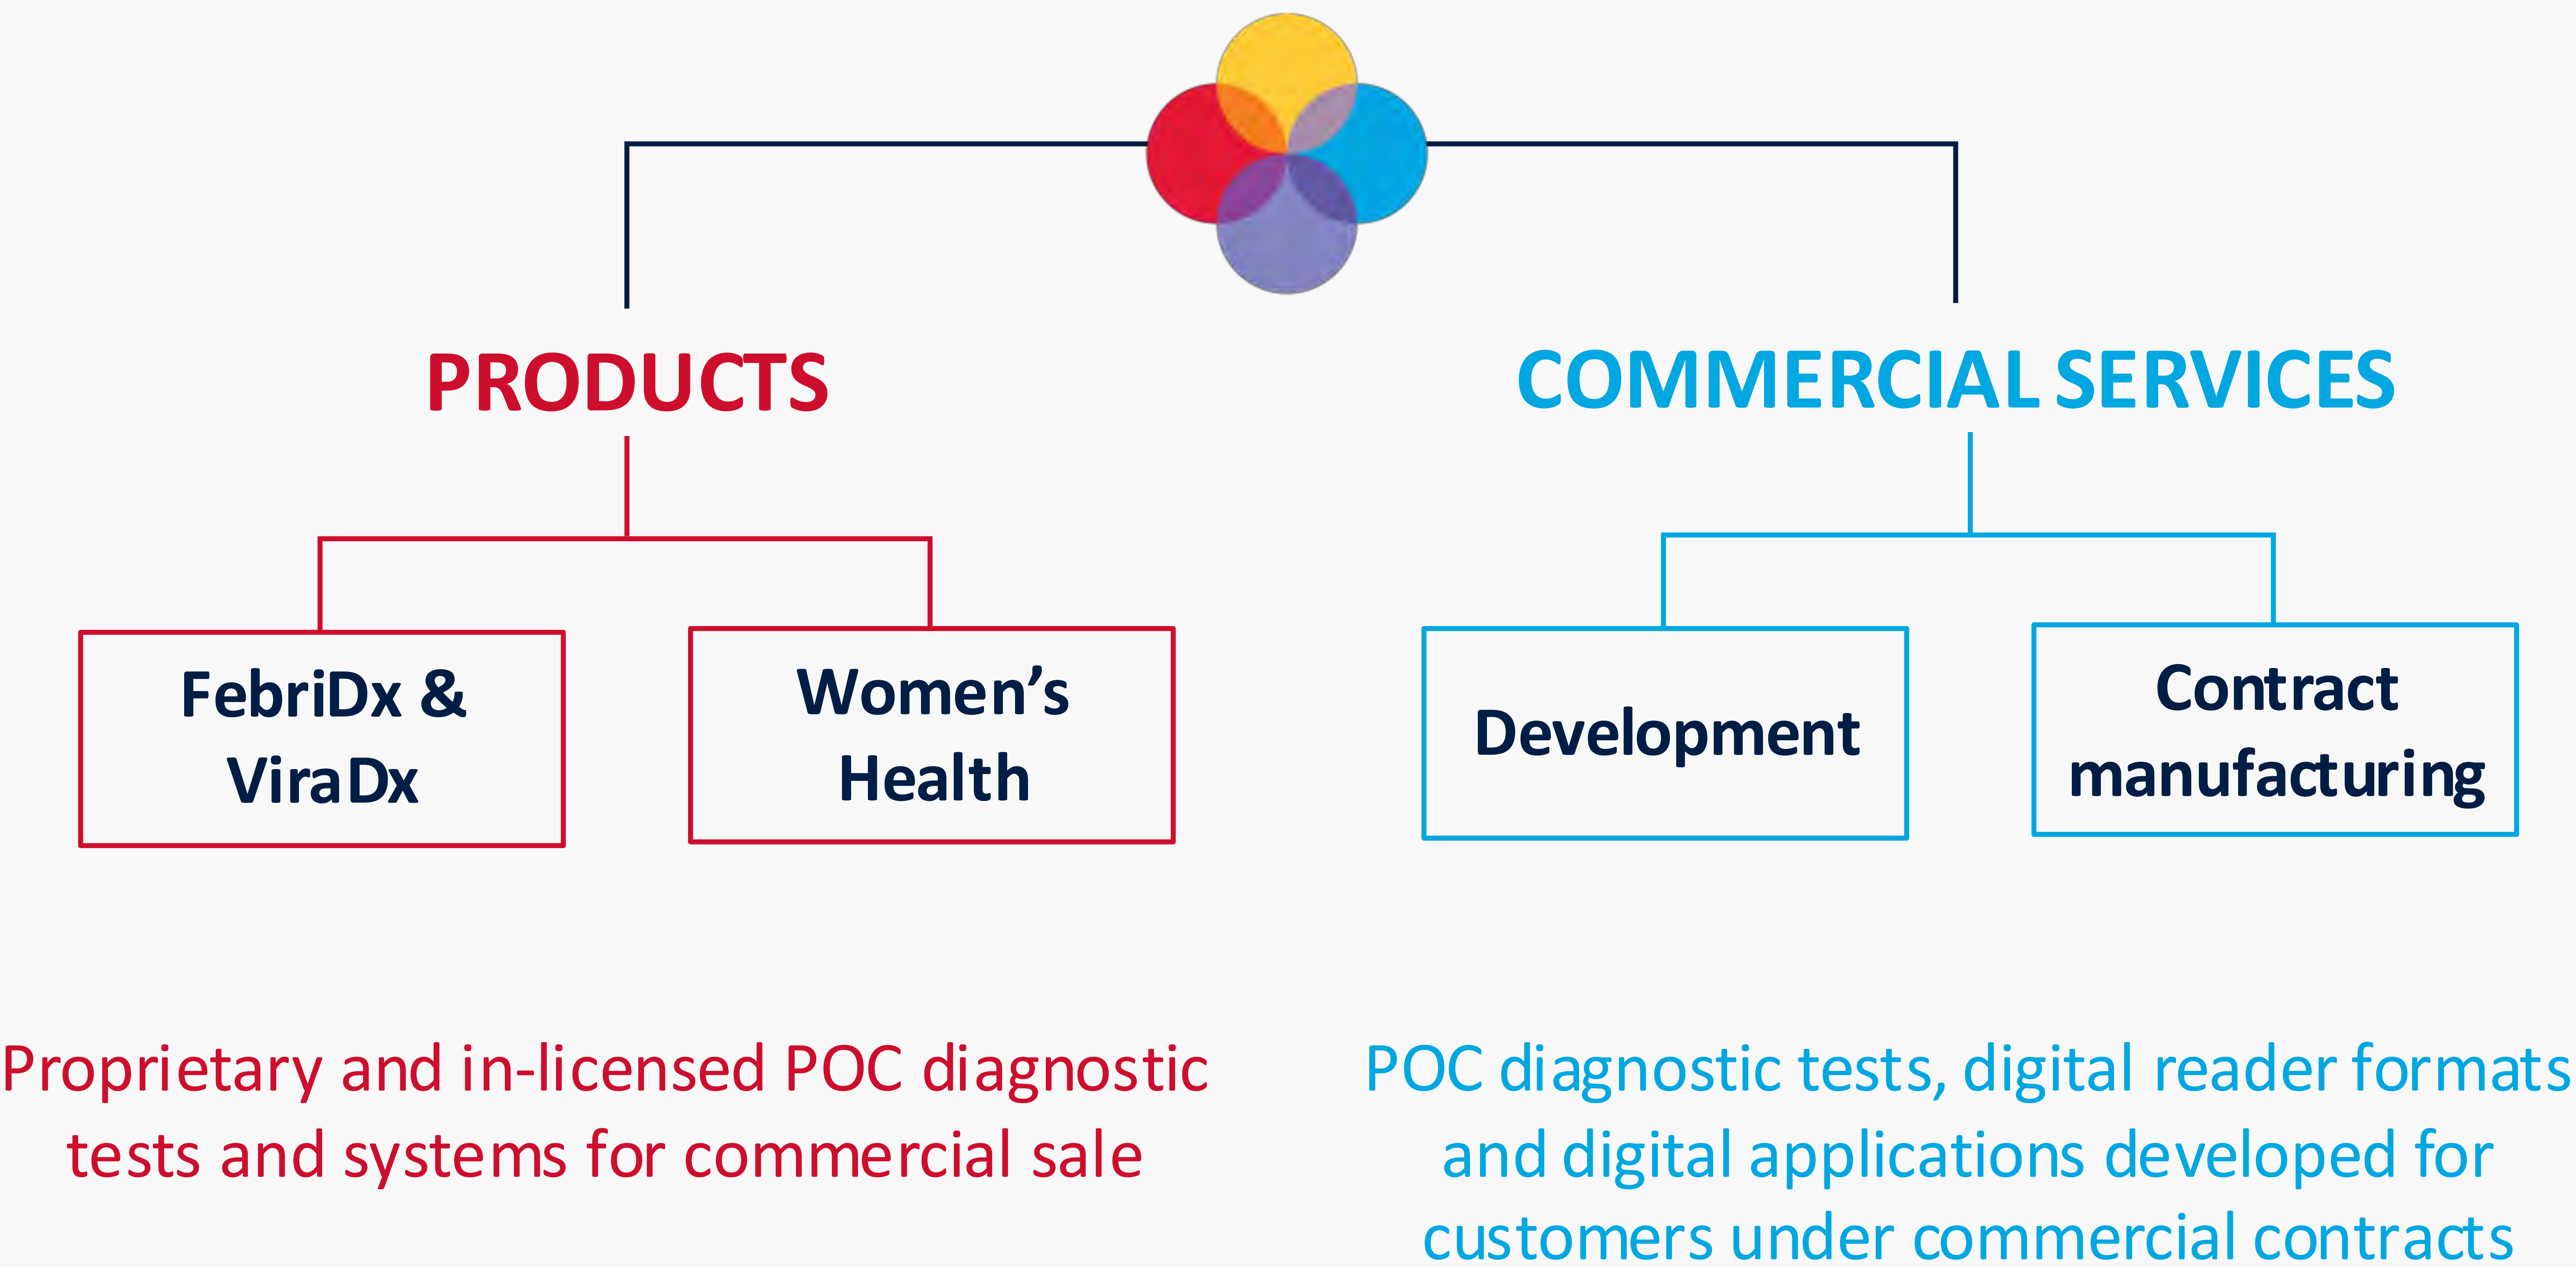 PRODUCTS
COMMERCIAL SERVICES
FebriDx &
ViraDx
Women’s
Health
Development
Contract
manufacturing
Proprietary and in-licensed POC diagnostic
tests and systems for commercial sale
POC diagnostic tests, digital reader formats
and digital applications developed for
customers under commercial contracts